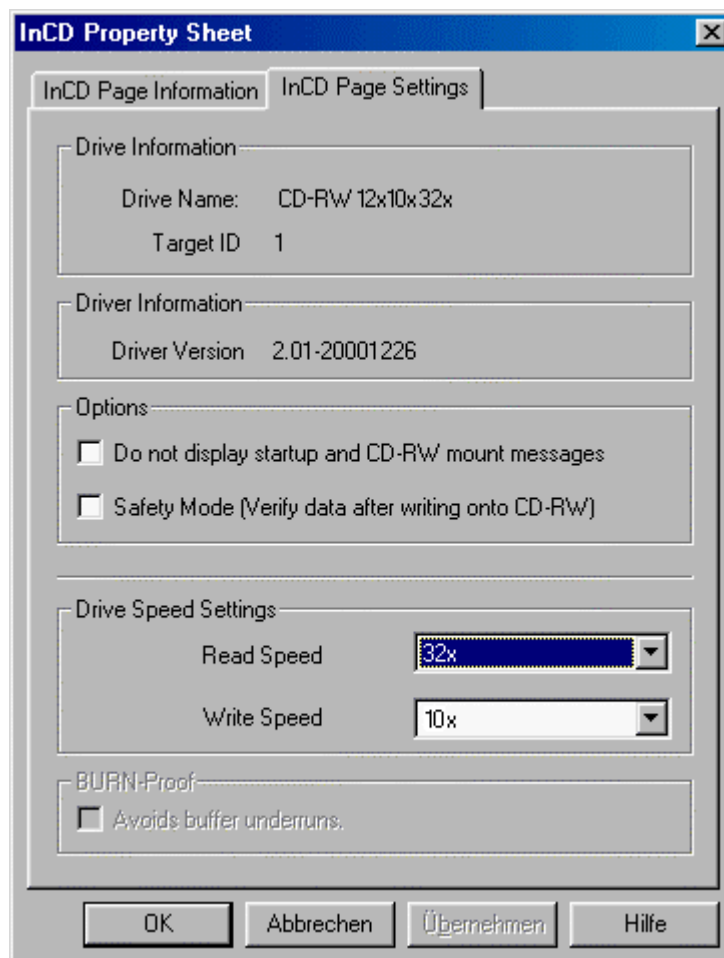 InCD Property Sheet
InCD Page Information InCD Page Settings
Drive Information
Drive Name: CD-RW 12x10x32x
Target ID 1
Driver Information
Driver Version 2.01-20001226
Options
Do not display startup and CD-RW mount messages
Safety Mode (Verify data after writing onto CD-RW)
Drive Speed Settings
Read Speed 32x
Write Speed 10x
BURN-Proof
Avoids buffer underruns.
OK Abbrechen Übernehmen Hilfe